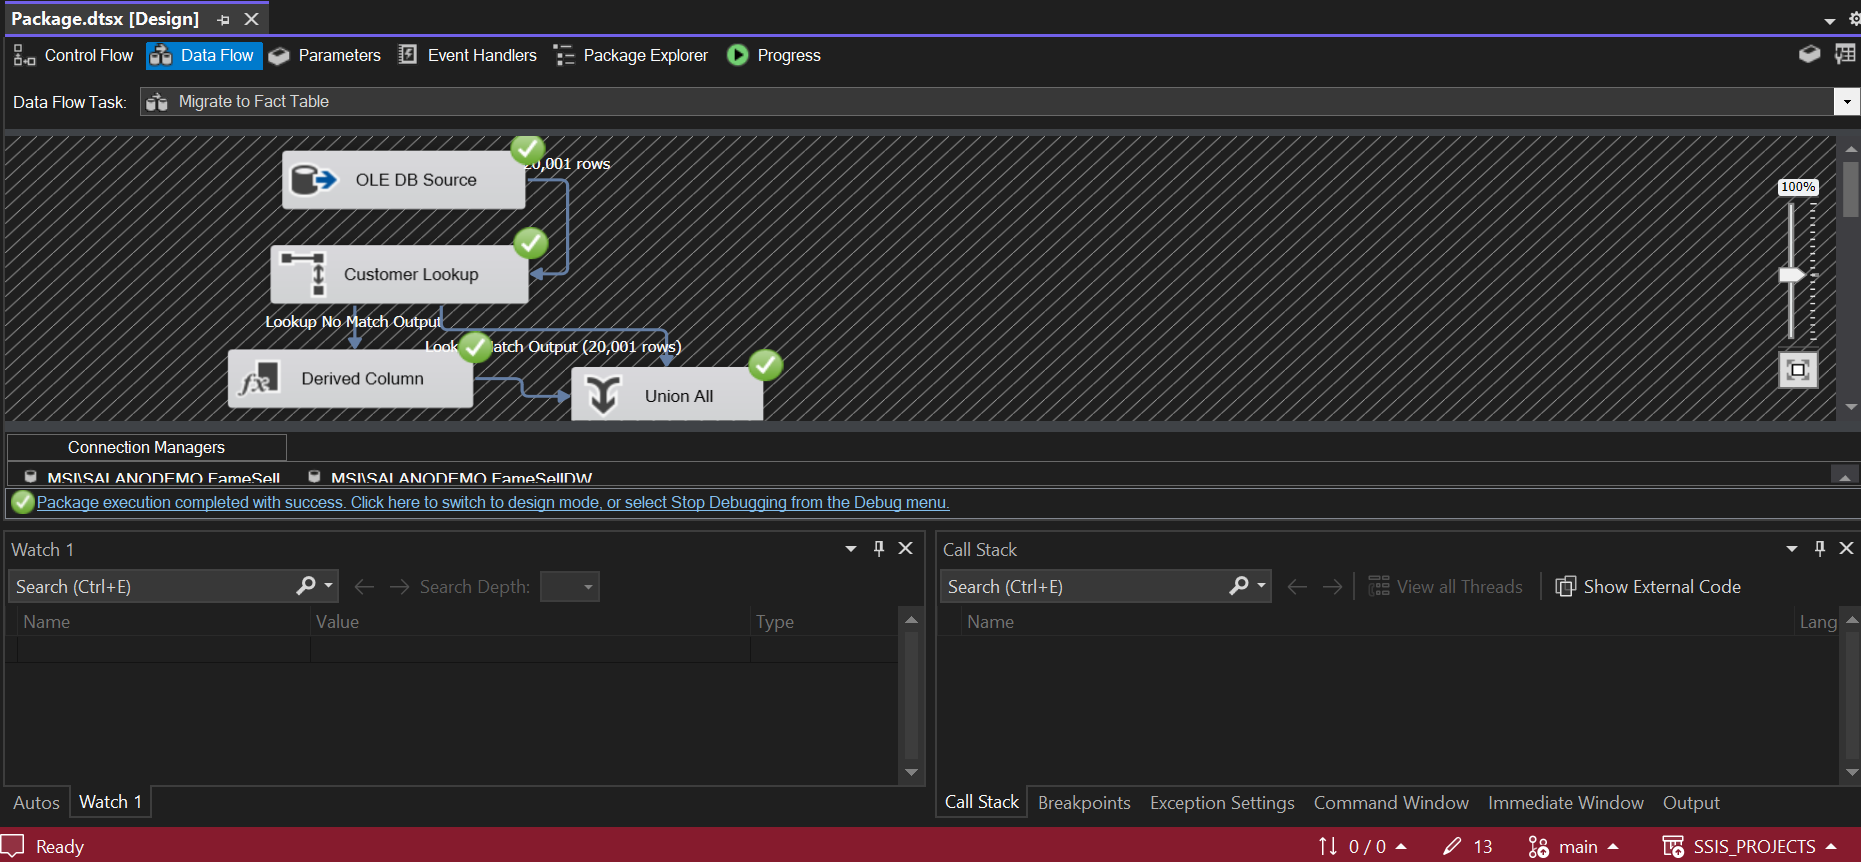 Package.dtsx [Design]
Control Flow Data Flow Parameters Event Handlers Package Explorer Progress
Data Flow Task: Migrate to Fact Table
20,001 rows
OLE DB Source
100%
Customer Lookup
Lookup No Match Output
Match Output (20,001 rows)
Derived Column
Union All
Connection Managers
MSI\SALANODEMO.FameSell MSI\SALANODEMO.FameSellDW
Package execution completed with success. Click here to switch to design mode, or select Stop Debugging from the Debug menu.
Watch 1
Search (Ctrl+E) Search Depth:
Name Value Type
Autos Watch 1
Call Stack
Search (Ctrl+E) View all Threads Show External Code
Name Lang
Call Stack Breakpoints Exception Settings Command Window Immediate Window Output
Ready 0 / 0 13 main SSIS_PROJECTS